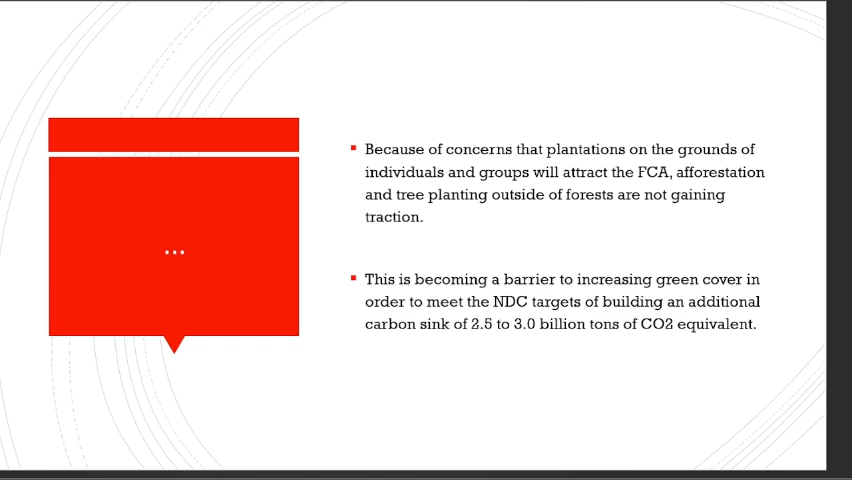 ...
Because of concerns that plantations on the grounds of
individuals and groups will attract the FCA, afforestation
and tree planting outside of forests are not gaining
traction.
This is becoming a barrier to increasing green cover in
order to meet the NDC targets of building an additional
carbon sink of 2.5 to 3.0 billion tons of CO2 equivalent.